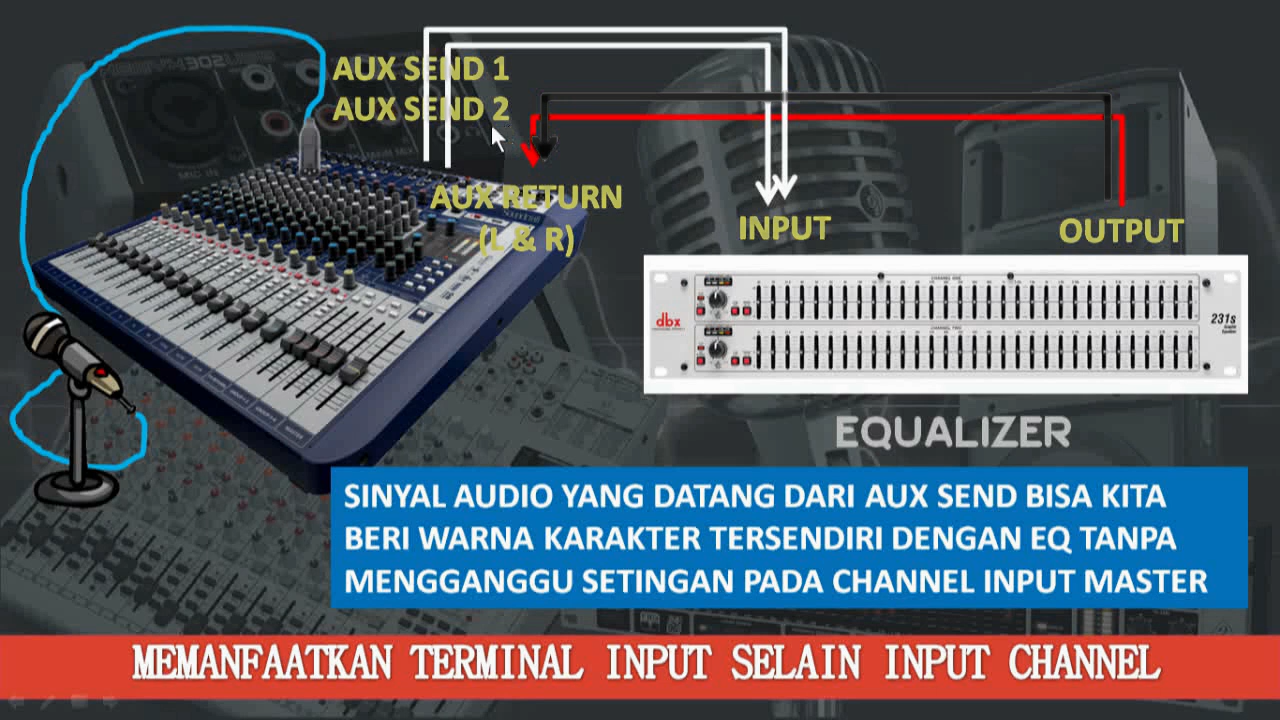 AUX SEND 1
AUX SEND 2
AUX RETURN
(L & R)
INPUT
OUTPUT
dbx
231s
EQUALIZER
SINYAL AUDIO YANG DATANG DARI AUX SEND BISA KITA
BERI WARNA KARAKTER TERSENDIRI DENGAN EQ TANPA
MENGGANGGU SETINGAN PADA CHANNEL INPUT MASTER
MEMANFAATKAN TERMINAL INPUT SELAIN INPUT CHANNEL
MIC IN